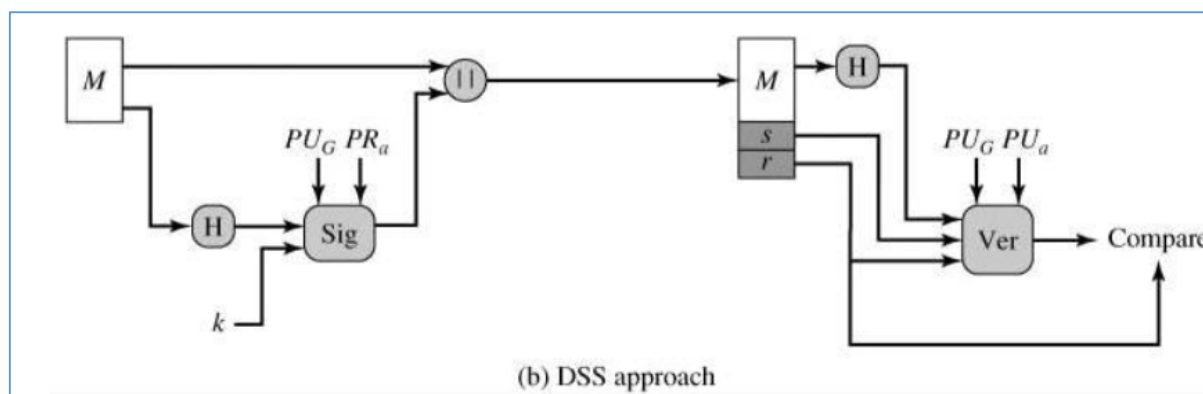 M
H
PU_G PR_a
Sig
k
||
M
s
r
H
PU_G PU_a
Ver
Compare
(b) DSS approach